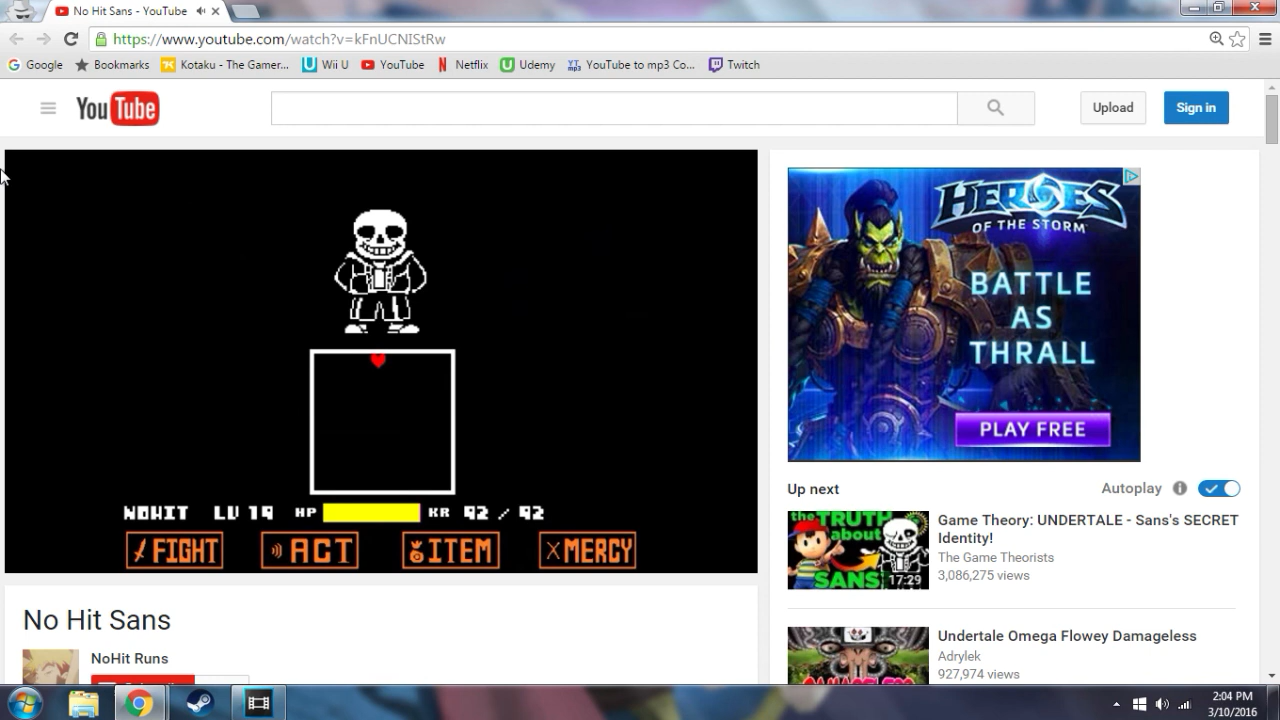 No Hit Sans - YouTube
https://www.youtube.com/watch?v=kFnUCNIStRw
Google Bookmarks Kotaku - The Gamer... Wii U YouTube Netflix Udemy YouTube to mp3 Co... Twitch
YouTube
Upload
Sign in
NOHIT LV 19 HP KR 92 / 92
FIGHT ACT ITEM MERCY
No Hit Sans
NoHit Runs
HEROES
OF THE STORM
BATTLE
AS
THRALL
PLAY FREE
Up next
Autoplay
the TRUTH
about
SANS
17:29
Game Theory: UNDERTALE - Sans's SECRET
Identity!
The Game Theorists
3,086,275 views
Undertale Omega Flowey Damageless
Adrylek
927,974 views
2:04 PM
3/10/2016